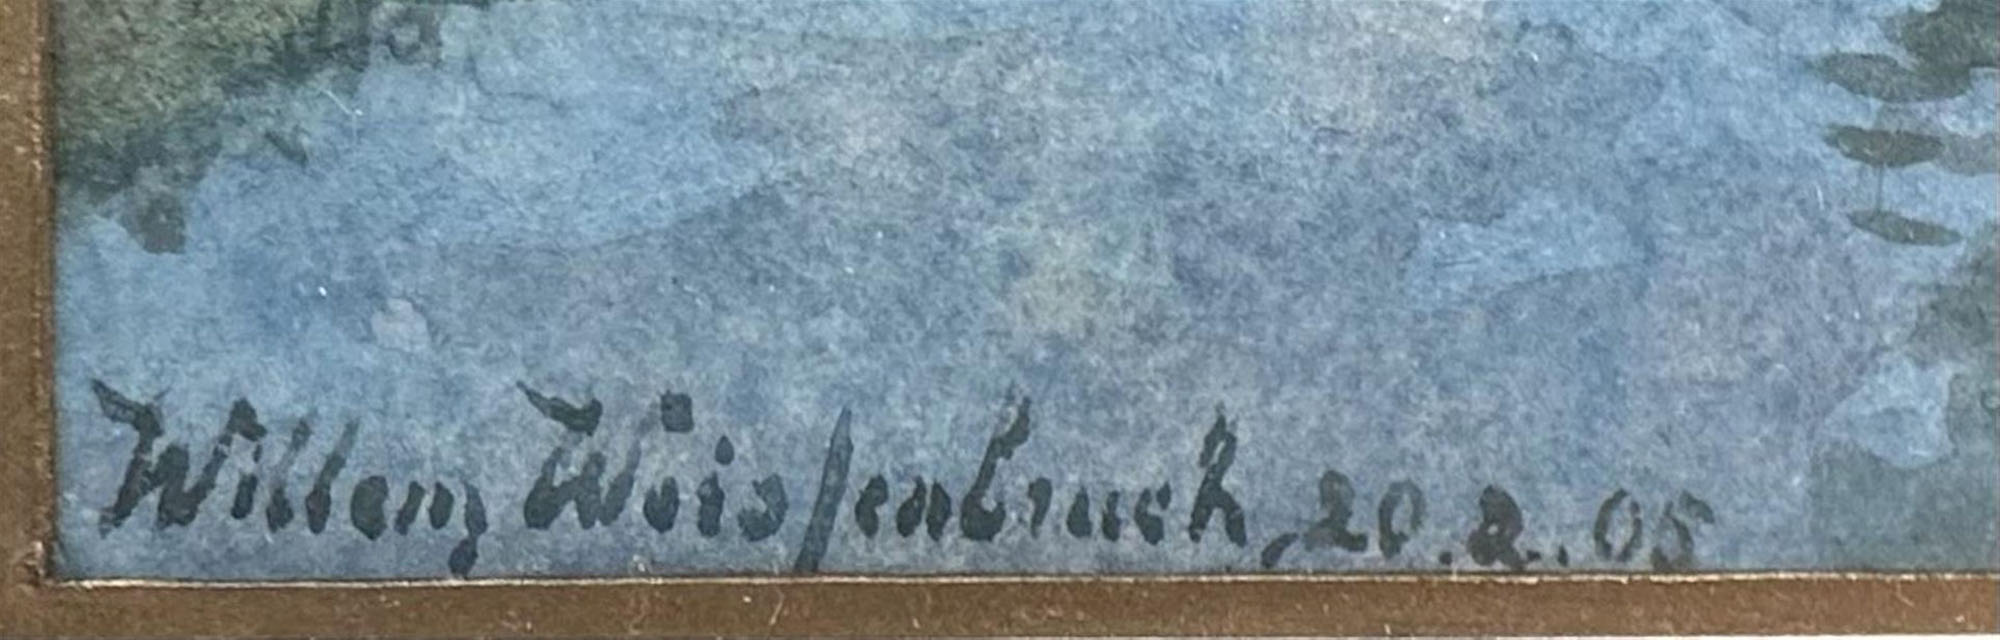 Willem Weisſenbruch, 20.2.05